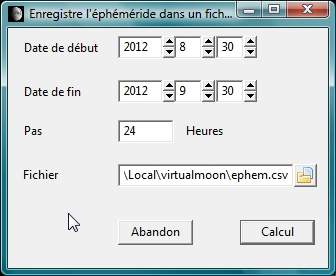 Enregistre l'éphéméride dans un fich...
Date de début 2012 8 30
Date de fin 2012 9 30
Pas 24 Heures
Fichier \Local\virtualmoon\ephem.csv
Abandon Calcul